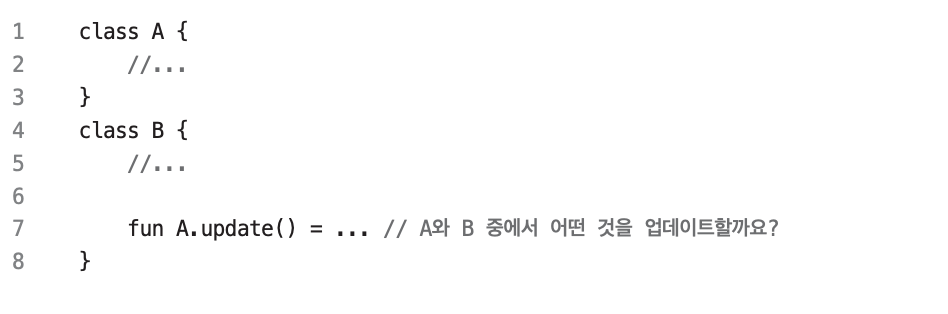 1 class A {
2 //...
3 }
4 class B {
5 //...
6
7 fun A.update() = ... // A와 B 중에서 어떤 것을 업데이트할까요?
8 }